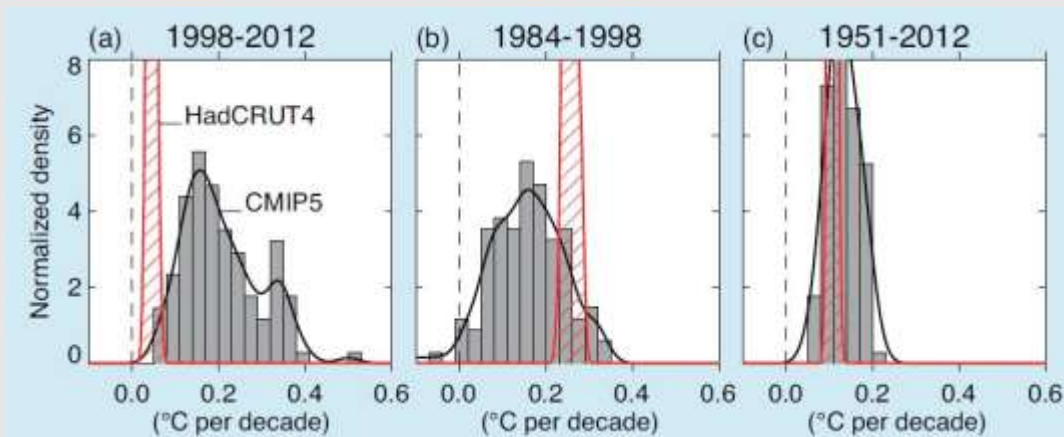 (a) 1998-2012
(b) 1984-1998
(c) 1951-2012
Normalized density
8
6
4
2
0
HadCRUT4
CMIP5
0.0 0.2 0.4 0.6
0.0 0.2 0.4 0.6
0.0 0.2 0.4 0.6
(°C per decade)
(°C per decade)
(°C per decade)